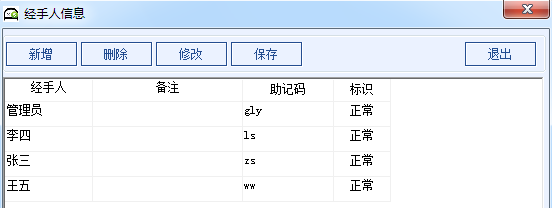 经手人信息
新增 删除 修改 保存 退出
经手人 备注 助记码 标识
管理员 gly 正常
李四 ls 正常
张三 zs 正常
王五 ww 正常